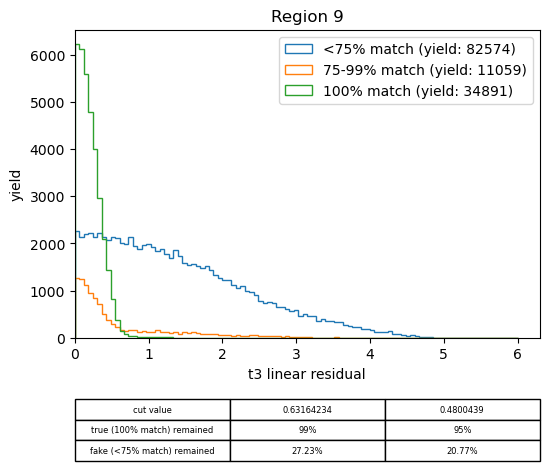 Region 9
<75% match (yield: 82574)
75-99% match (yield: 11059)
100% match (yield: 34891)
6000
5000
4000
3000
2000
1000
0
yield
0 1 2 3 4 5 6
t3 linear residual
cut value 0.63164234 0.4800439
true (100% match) remained 99% 95%
fake (<75% match) remained 27.23% 20.77%